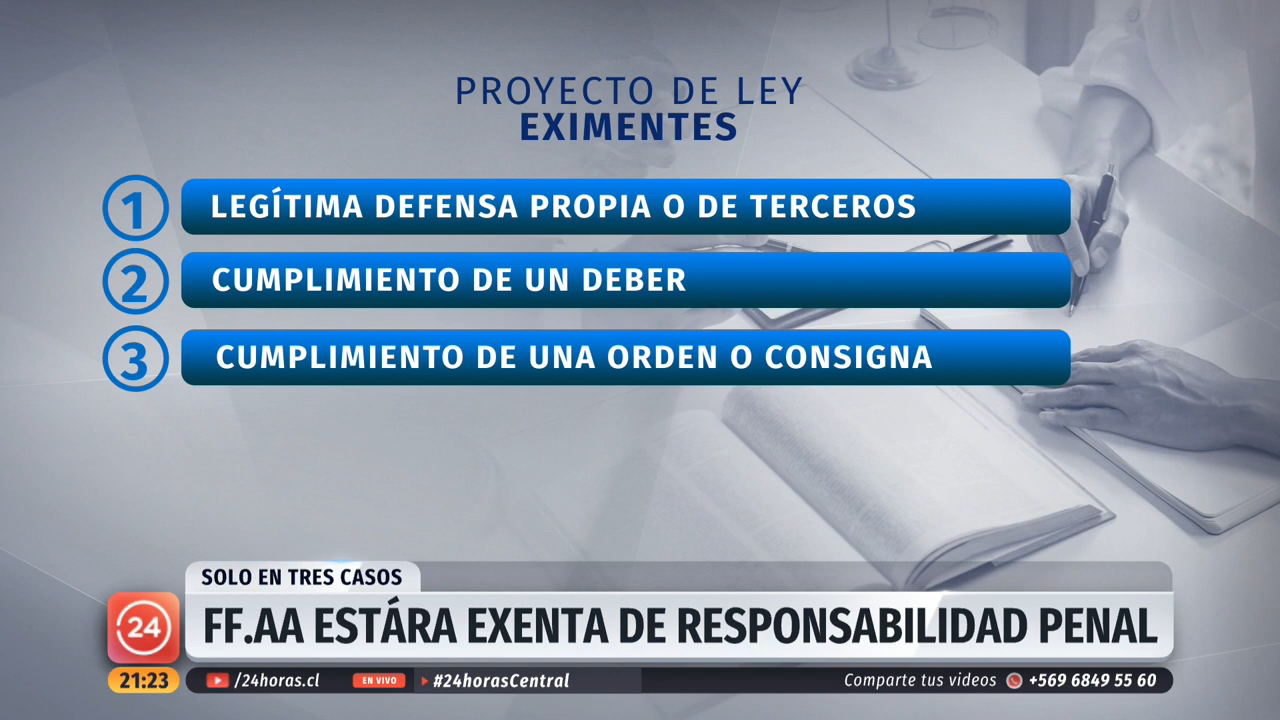 PROYECTO DE LEY
EXIMENTES
1 LEGÍTIMA DEFENSA PROPIA O DE TERCEROS
2 CUMPLIMIENTO DE UN DEBER
3 CUMPLIMIENTO DE UNA ORDEN O CONSIGNA
SOLO EN TRES CASOS
24 FF.AA ESTÁRA EXENTA DE RESPONSABILIDAD PENAL
21:23 /24horas.cl EN VIVO #24horasCentral Comparte tus videos +569 6849 55 60